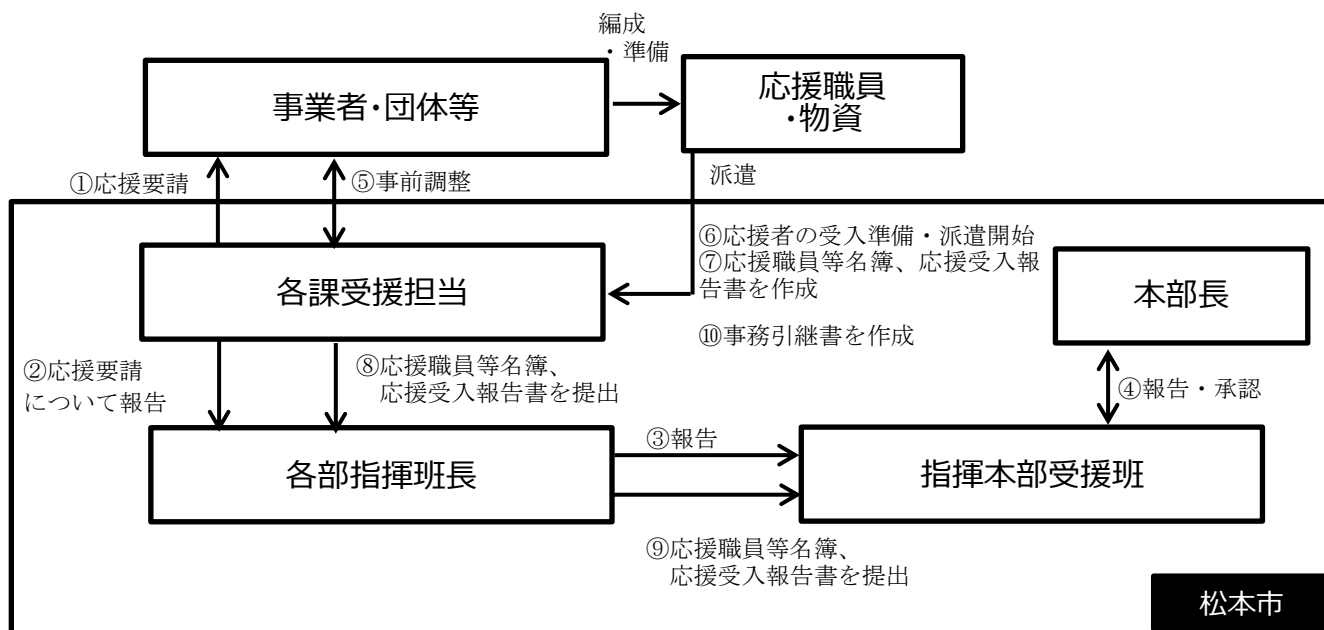 編成
・準備
事業者・団体等
応援職員
・物資
①応援要請
⑤事前調整
派遣
⑥応援者の受入準備・派遣開始
⑦応援職員等名簿、応援受入報
告書を作成
各課受援担当
本部長
⑩事務引継書を作成
②応援要請
について報告
⑧応援職員等名簿、
応援受入報告書を提出
④報告・承認
③報告
各部指揮班長
指揮本部受援班
⑨応援職員等名簿、
応援受入報告書を提出
松本市